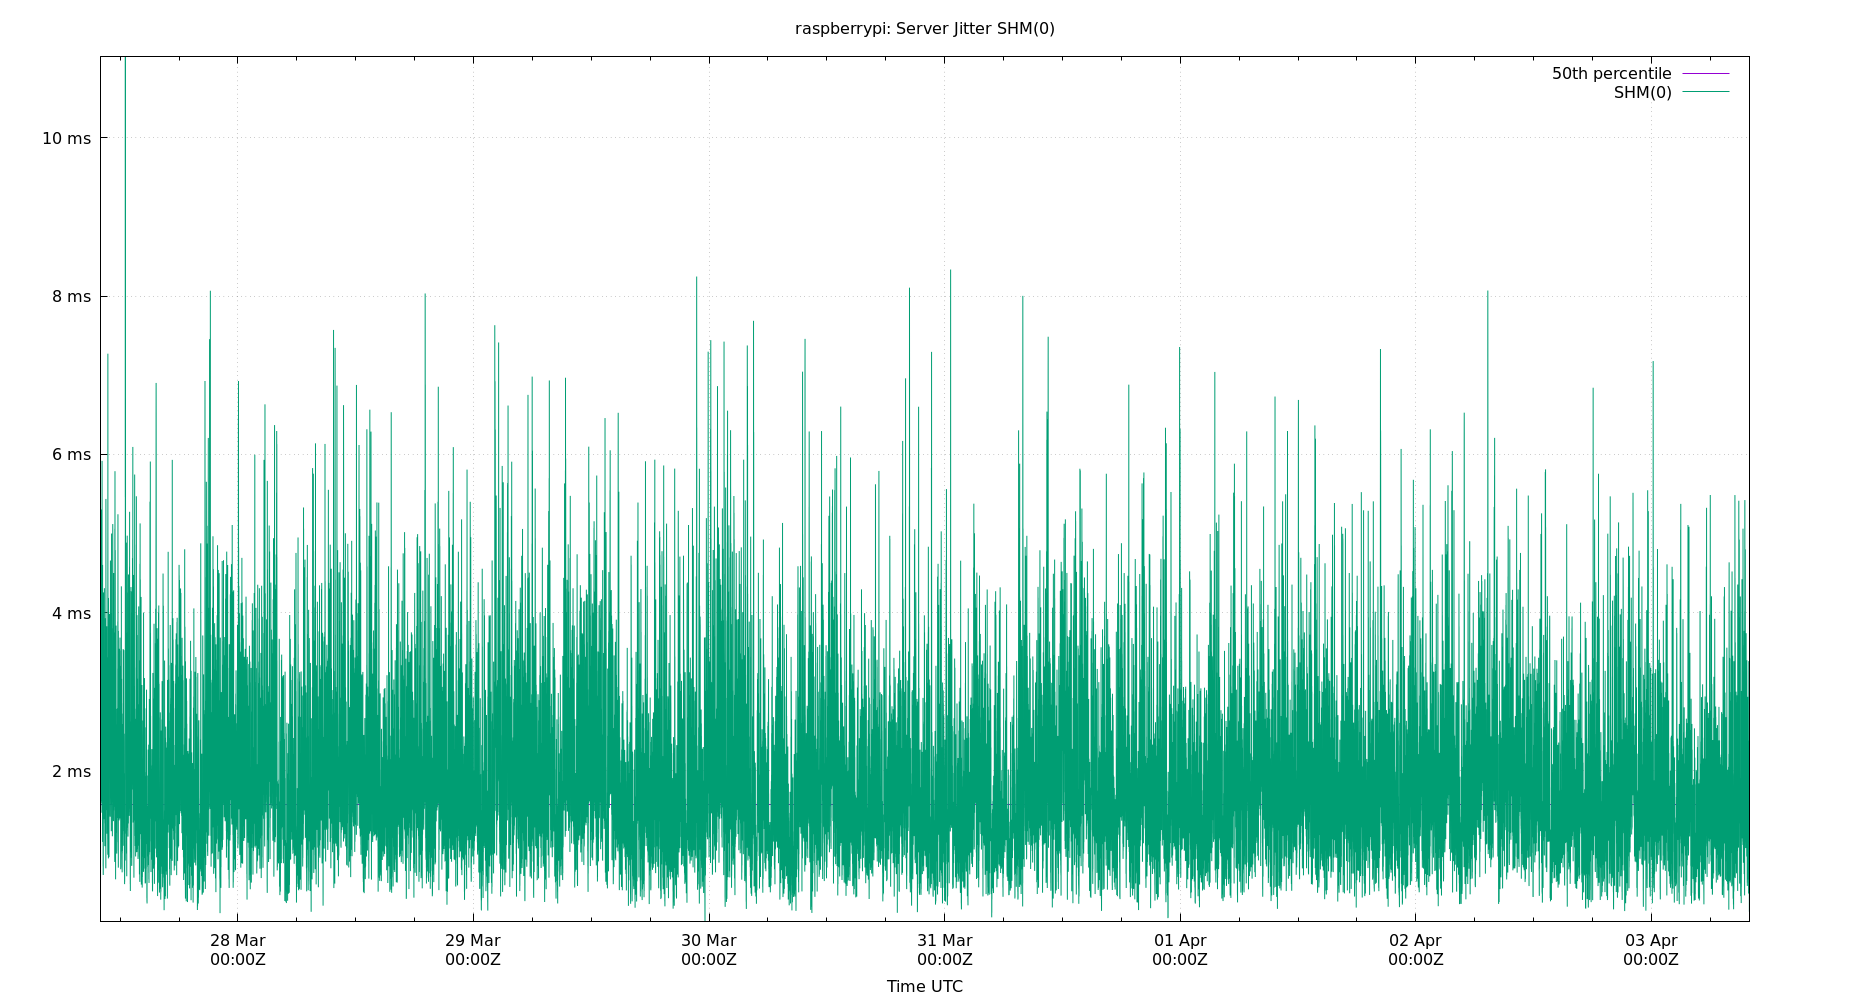 raspberrypi: Server Jitter SHM(0)
50th percentile
SHM(0)
10 ms
8 ms
6 ms
4 ms
2 ms
28 Mar 29 Mar 30 Mar 31 Mar 01 Apr 02 Apr 03 Apr
00:00Z 00:00Z 00:00Z 00:00Z 00:00Z 00:00Z 00:00Z
Time UTC